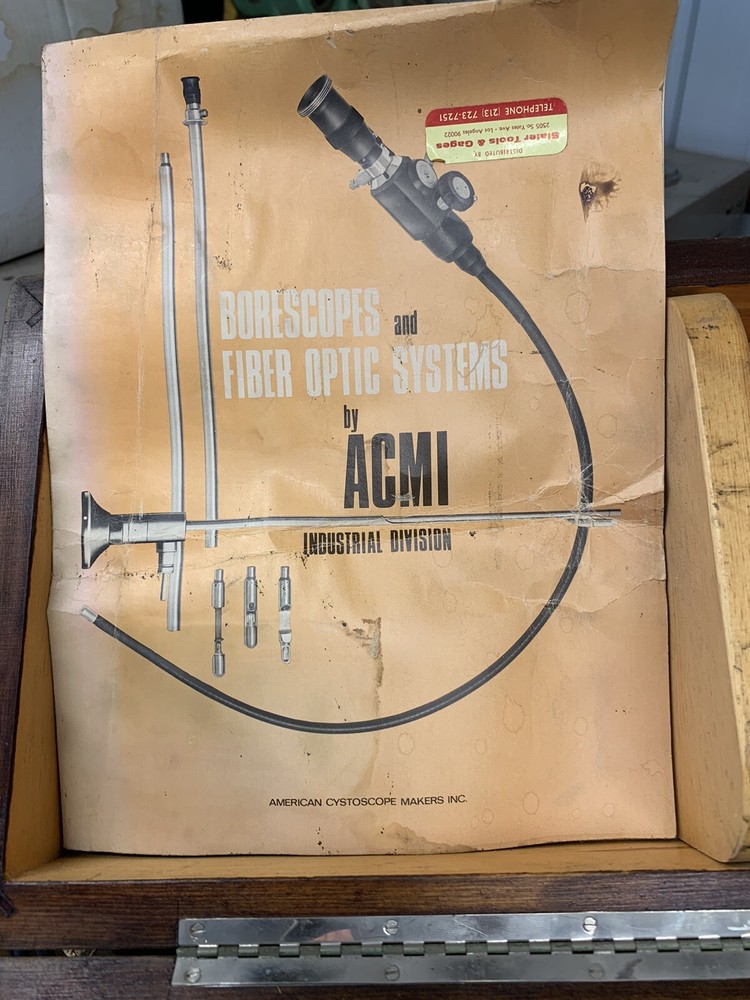 DISTRIBUTED BY
Slater Tools & Gages
2505 So. Yates Ave. - Los Angeles 90022
TELEPHONE (213) 723-7251
BORESCOPES and
FIBER OPTIC SYSTEMS
by
ACMI
INDUSTRIAL DIVISION
AMERICAN CYSTOSCOPE MAKERS INC.